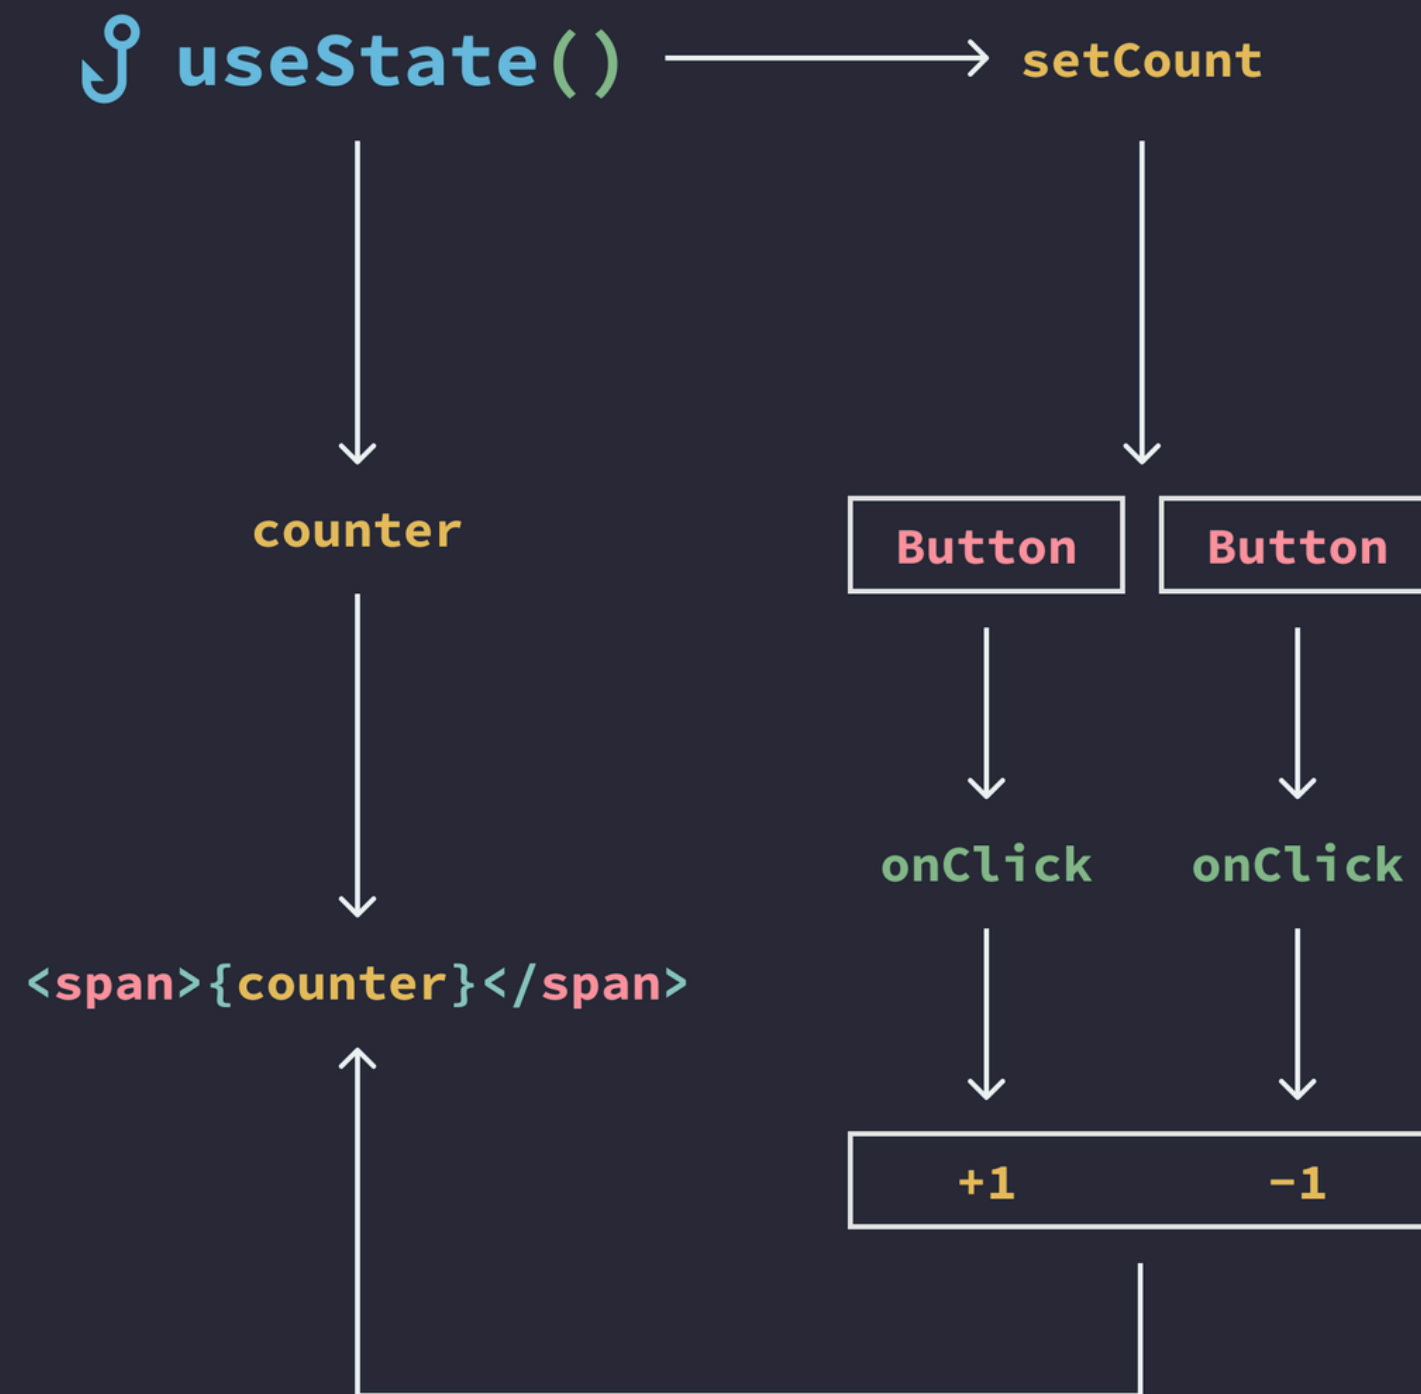 useState()
setCount
counter
Button
Button
onClick
onClick
<span>{counter}</span>
+1
−1